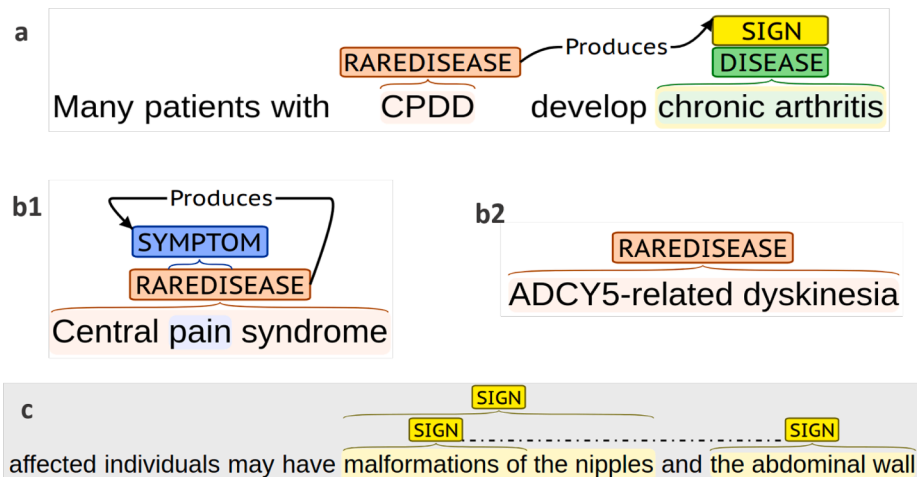 a
SIGN
RAREDISEASE Produces DISEASE
Many patients with CPDD develop chronic arthritis
b1
Produces
SYMPTOM
RAREDISEASE
Central pain syndrome
b2
RAREDISEASE
ADCY5-related dyskinesia
c
SIGN
SIGN SIGN
affected individuals may have malformations of the nipples and the abdominal wall